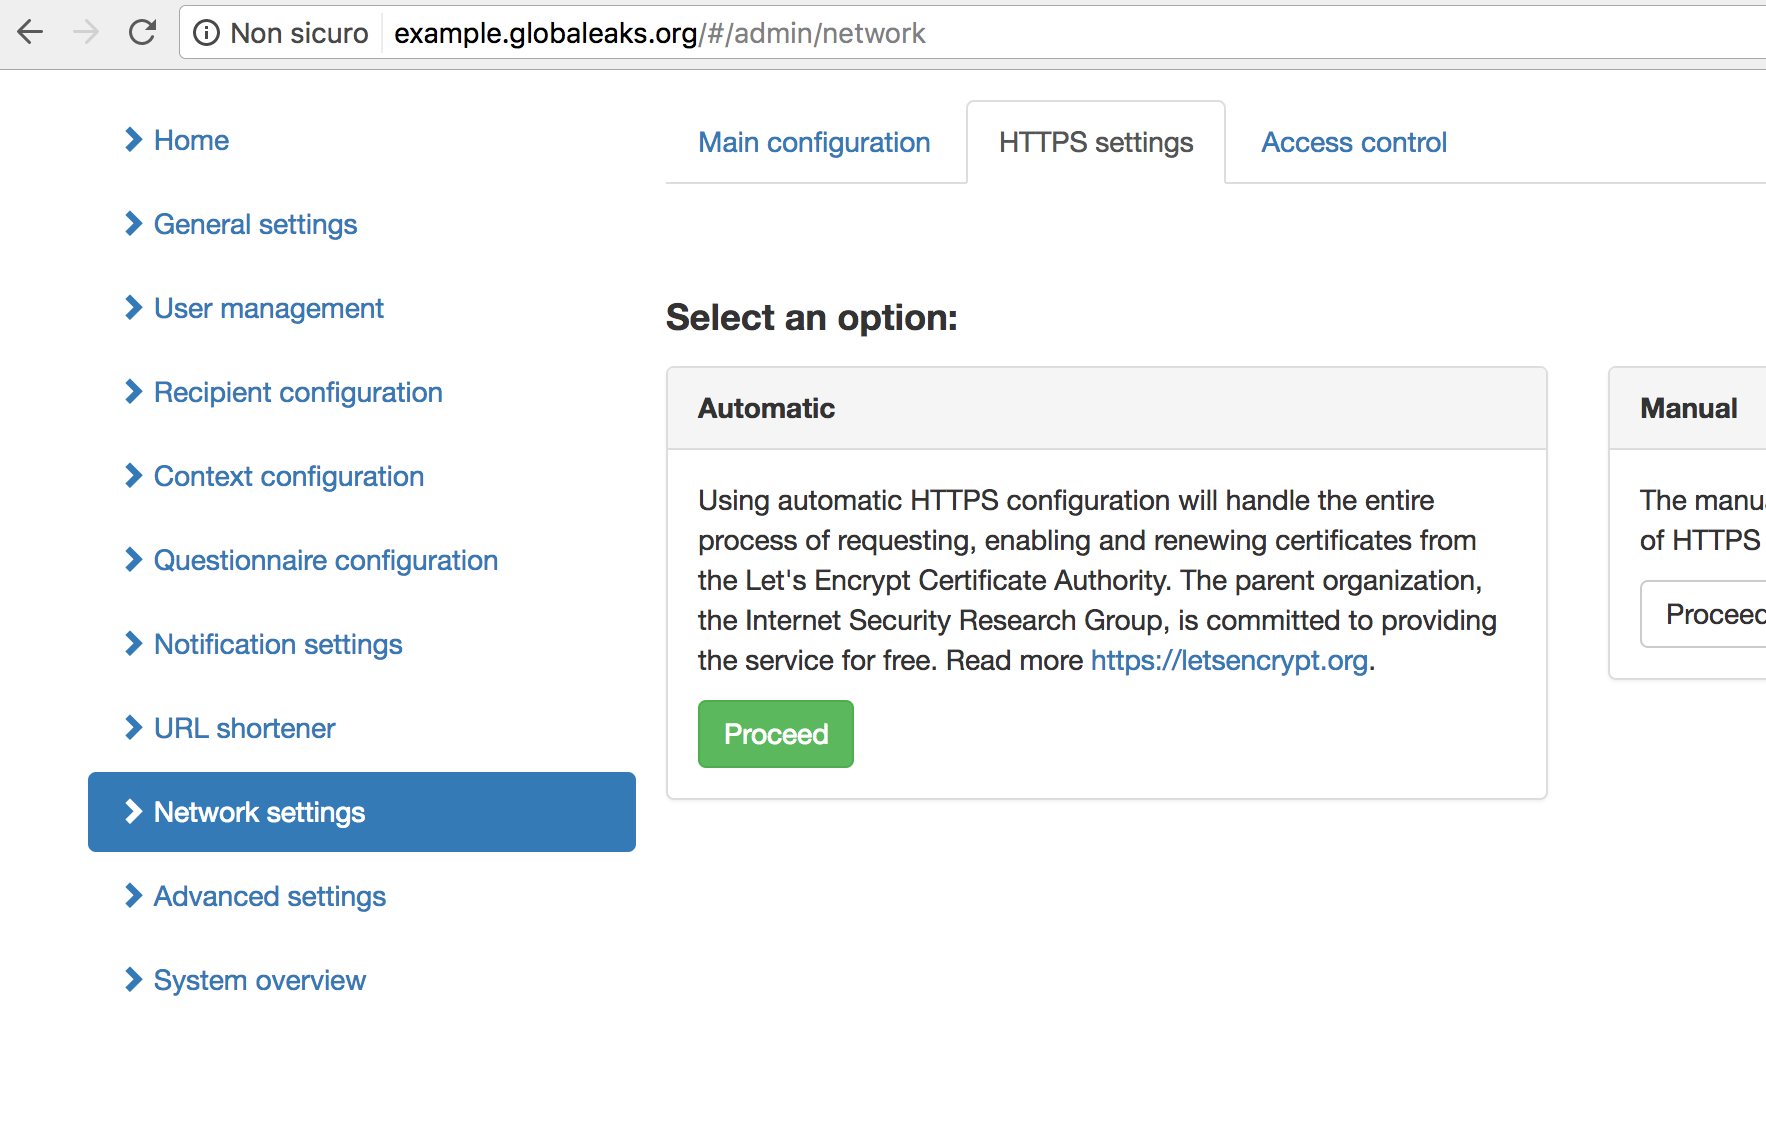 Non sicuro example.globaleaks.org/#/admin/network
Home
General settings
User management
Recipient configuration
Context configuration
Questionnaire configuration
Notification settings
URL shortener
Network settings
Advanced settings
System overview
Main configuration HTTPS settings Access control
Select an option:
Automatic
Using automatic HTTPS configuration will handle the entire
process of requesting, enabling and renewing certificates from
the Let's Encrypt Certificate Authority. The parent organization,
the Internet Security Research Group, is committed to providing
the service for free. Read more https://letsencrypt.org.
Proceed
Manual
The
of HTTPS
Proceed